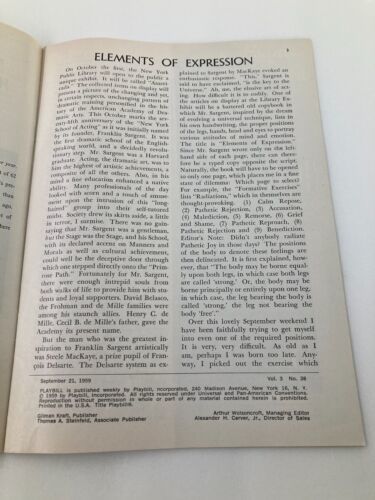 3
ELEMENTS OF EXPRESSION
On October the first, the New York
Public Library will open to the public a
unique exhibit. It will be called "Assert-
cada." The collected items on display will
present a picture of the changing and yet,
in certain respects, unchanging pattern of
dramatic training personified in the his-
tory of the American Academy of Dra-
matic Arts. This October marks the
anniversary of the "New York
School of Acting" as it was initially named
by its founder, Franklin Sargent. It was
the first dramatic school of the English-
speaking world, and a decidedly revolu-
tionary step. Mr. Sargent was a Harvard
graduate. Acting, the dramatic art, was to
him the highest of artistic achievements, a
composite of all the others. Also, in his
mind a fine education enhanced a native
ability. Many professionals of the day
looked with scorn and a touch of amuse-
ment upon the intrusion of this "long-
haired" group into their self-tutored
midst. Society drew its skirts aside, a little
in terror, I surmise. There was no gain-
saying that Mr. Sargent was a gentleman,
but the Stage was the Stage, and his School,
with its declared accent on Manners and
Morals as well as cultural achievement,
could well be the deceptive door through
which one stepped directly onto the "Prim-
rose Path." Fortunately for Mr. Sargent,
there were enough intrepid souls from
both walks of life to provide him with stu-
dents and loyal supporters. David Belasco,
the Frohman and de Mille families were
among his staunch allies. Henry C. de
Mille, Cecil B. de Mille's father, gave the
Academy its present name.
But the man who was the greatest in-
spiration to Franklin Sargent artistically
was Steele MacKaye, a prize pupil of Fran-
çois Delsarte. The Delsarte system as ex-
plained to Sargent by MacKaye evoked an
enthusiastic response. "This," Sargent is
said to have exclaimed, "is the key to the
Universe." Ah, me, the elusive art of act-
ing. How difficult it is to codify. One of
the articles on display at the Library Ex-
hibit will be a battered old copybook in
which Mr. Sargent, inspired by the dream
of evolving a universal technique, lists in
his own handwriting, the proper positions
of the legs, hands, head and eyes to portray
various attitudes of mind and emotion.
The title is "Elements of Expression."
Since Mr. Sargent wrote only on the left-
hand side of each page, there can there-
fore be a typed copy opposite the script.
Naturally, the book will have to be opened
to only one page, which places me in a fine
state of dilemma: Which page to select?
For example, the "Formative Exercises"
lists "Radiations," which in themselves are
thought-provoking. (1) Calm Repose,
(2) Pathetic Rejection, (3) Accusation,
(4) Malediction, (5) Remorse, (6) Grief
and Shame, (7) Pathetic Reproach, (8)
Pathetic Rejection and (9) Benediction.
Editor's Note: Didn't anybody radiate
Pathetic Joy in those days? The positions
of the body to denote these feelings are
then delineated. It is first explained, how-
ever, that "The body may be borne equal-
ly upon both legs, in which case both legs
are called 'strong.' Or, the body may be
borne principally or entirely upon one leg,
in which case, the leg bearing the body is
called 'strong,' the leg not bearing the
body 'free'."
Over this lovely September weekend I
have been faithfully trying to get myself
into even one of the required positions.
It is very, very difficult. As old as I
am, perhaps I was born too late. Any-
way, I picked out the exercise which
September 21, 1959
Vol. 3 No. 38
PLAYBILL is published weekly by Playbill, Incorporated, 240 Madison Avenue, New York 16, N. Y.
© 1959 by Playbill, Incorporated. All rights reserved under Universal and Pan-American Conventions.
Reproduction without permission in whole or part of any material contained herein is prohibited.
Printed in the U.S.A. Title Playbill®.
Gilman Kraft, Publisher
Arthur Wolsoncroft, Managing Editor
Thomas A. Steinfeld, Associate Publisher
Alexander H. Carver, Jr., Director of Sales
year,
of 62